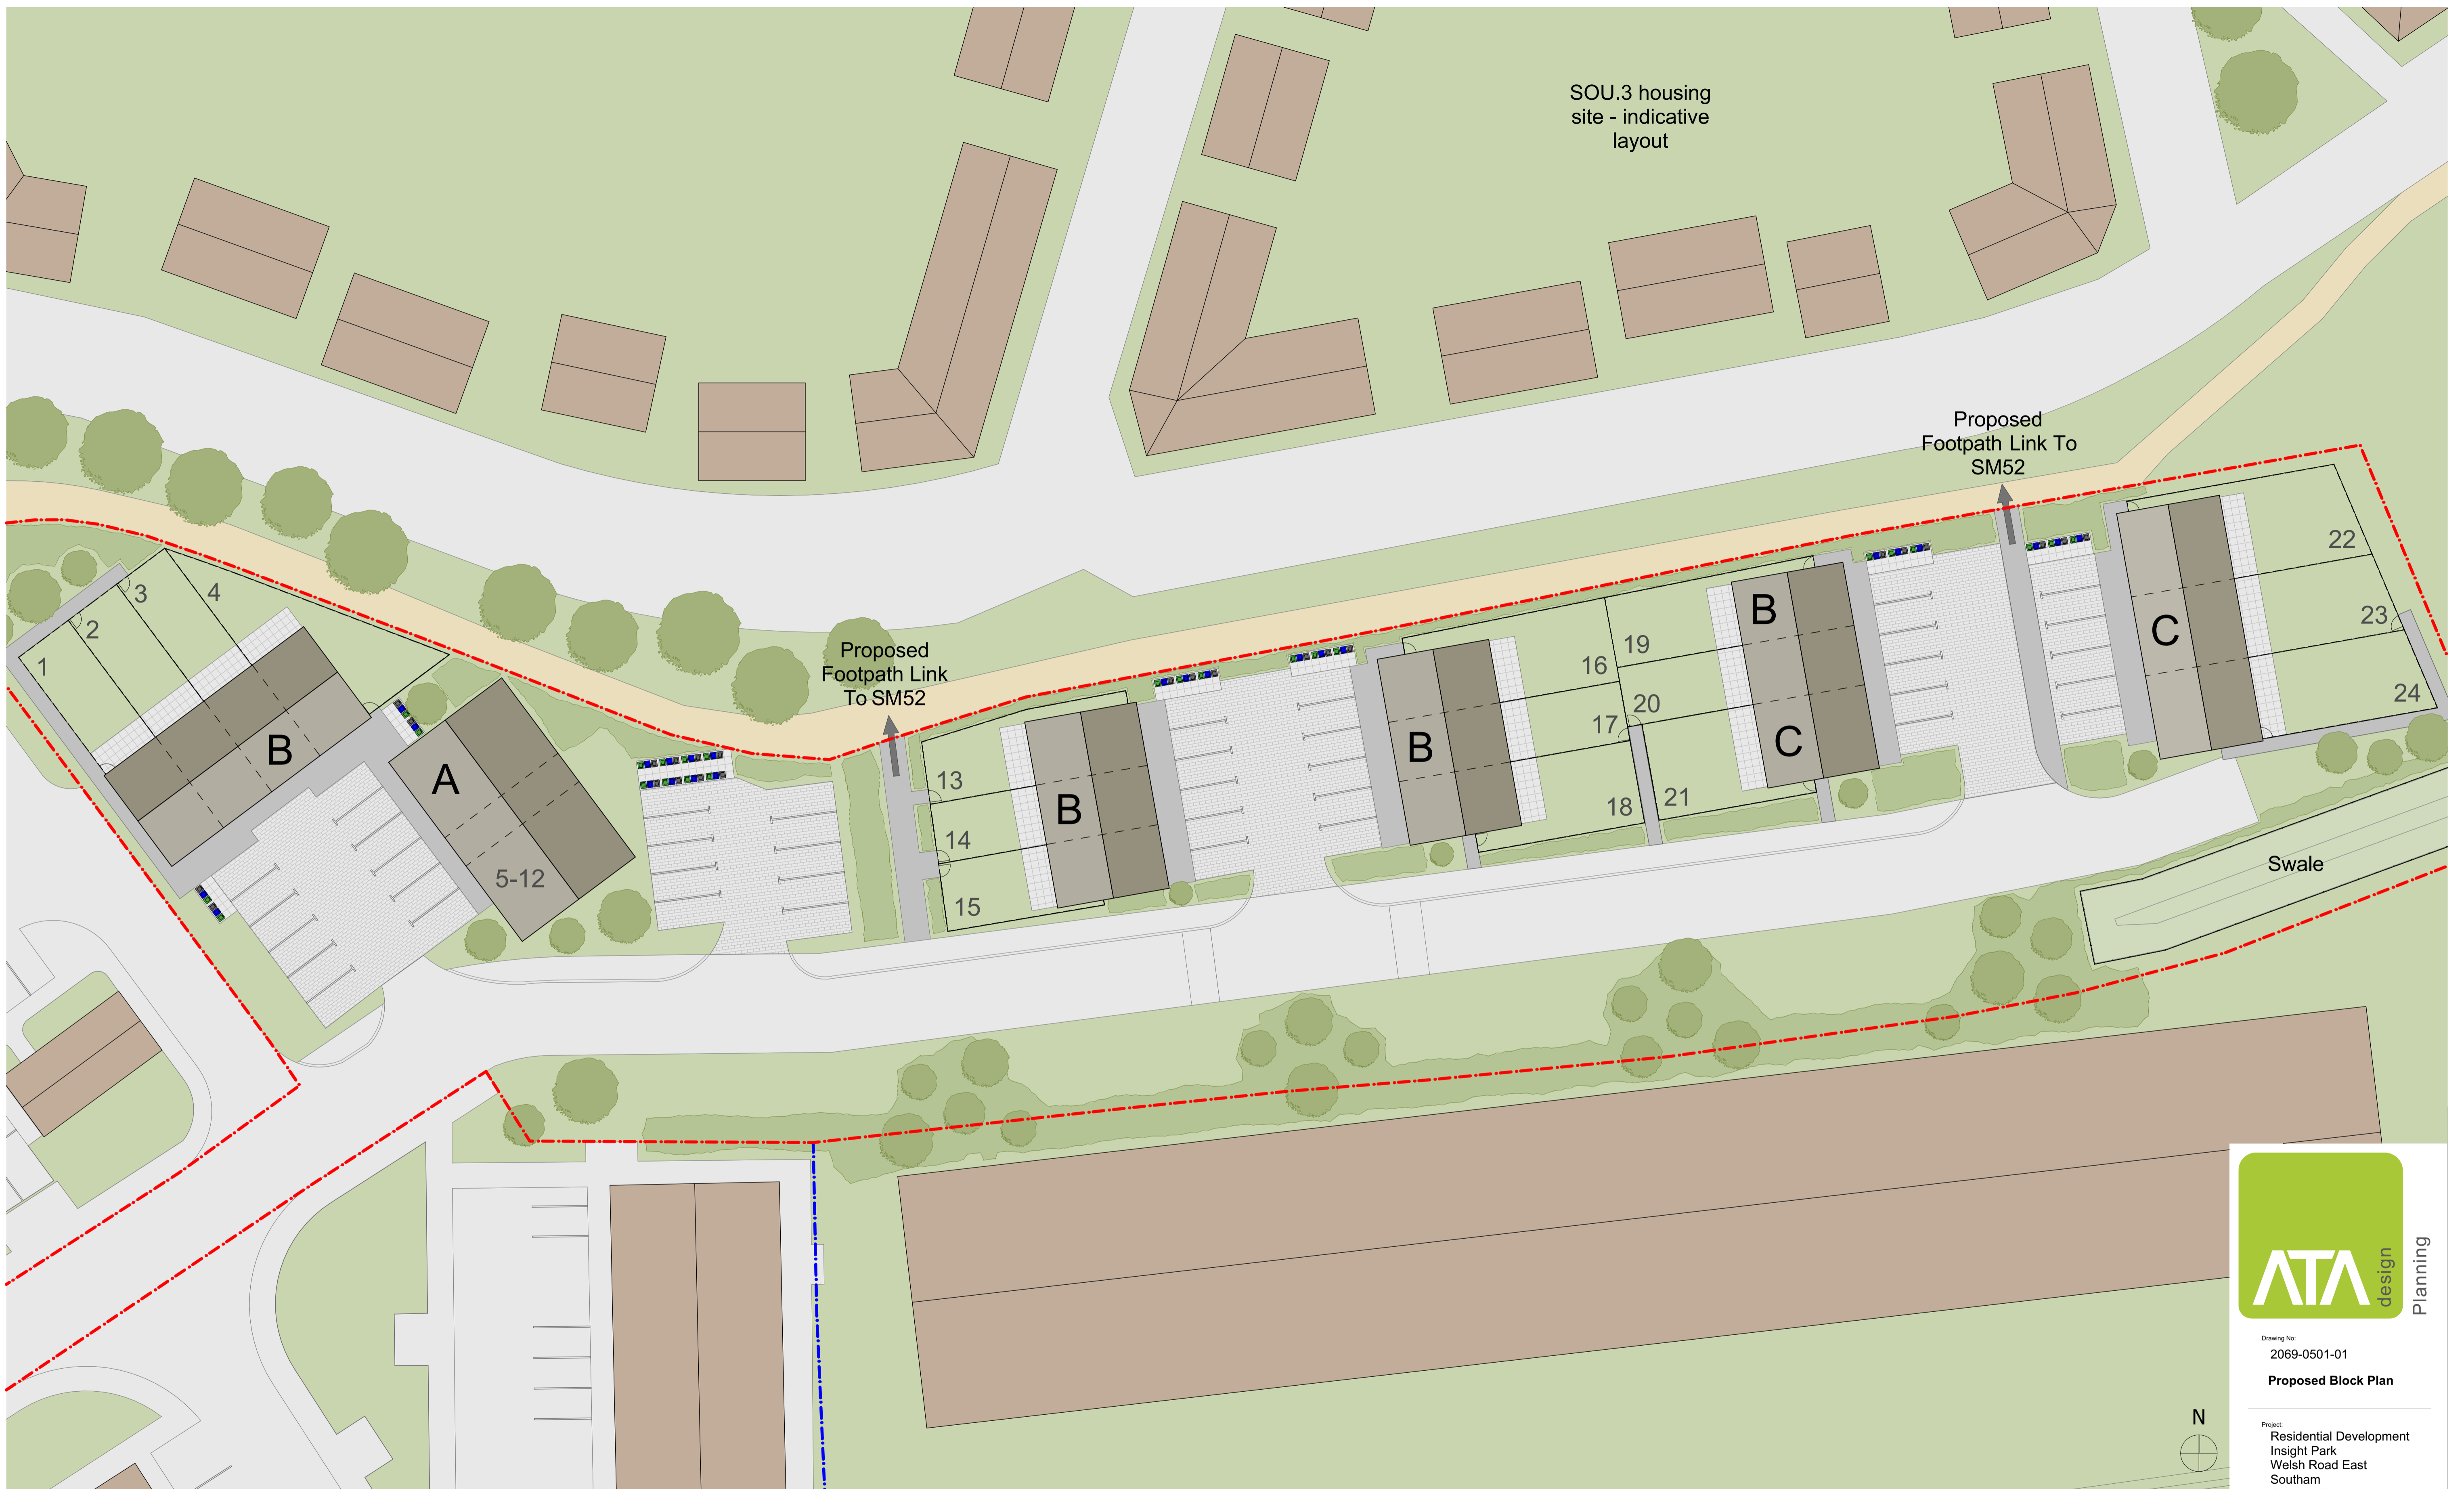 SOU.3 housing
site - indicative
layout
Proposed
Footpath Link To
SM52
Proposed
Footpath Link
To SM52
1
2
3
4
B
A
5-12
13
14
15
B
B
16
17
18
19
20
21
B
C
C
22
23
24
Swale
ATA
design
Planning
Drawing No:
2069-0501-01
Proposed Block Plan
Project:
Residential Development
Insight Park
Welsh Road East
Southam
N